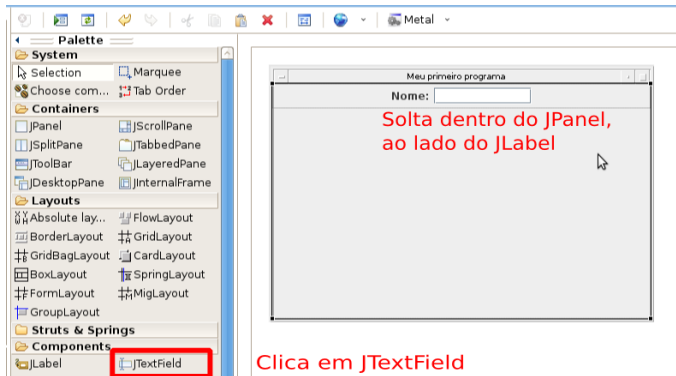 Metal
Palette
System
Selection Marquee
Choose com... Tab Order
Containers
JPanel JScrollPane
JSplitPane JTabbedPane
JToolBar JLayeredPane
JDesktopPane JInternalFrame
Layouts
Absolute lay... FlowLayout
BorderLayout GridLayout
GridBagLayout CardLayout
BoxLayout SpringLayout
FormLayout MigLayout
GroupLayout
Struts & Springs
Components
JLabel JTextField
Meu primeiro programa
Nome:
Solta dentro do JPanel,
ao lado do JLabel
Clica em JTextField